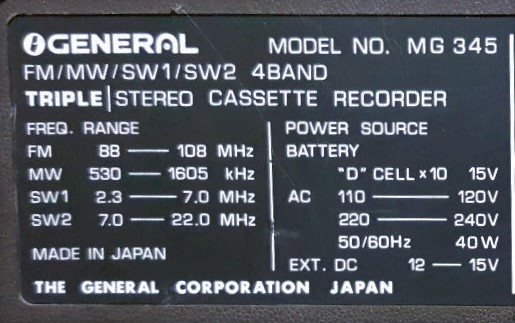 GENERAL MODEL NO. MG 345
FM/MW/SW1/SW2 4BAND
TRIPLE|STEREO CASSETTE RECORDER
FREQ. RANGE
FM 88 — 108 MHz
MW 530 — 1605 kHz
SW1 2.3 — 7.0 MHz
SW2 7.0 — 22.0 MHz
MADE IN JAPAN
POWER SOURCE
BATTERY
"D" CELL×10 15V
AC 110 — 120V
220 — 240V
50/60Hz 40W
EXT. DC 12 — 15V
THE GENERAL CORPORATION JAPAN